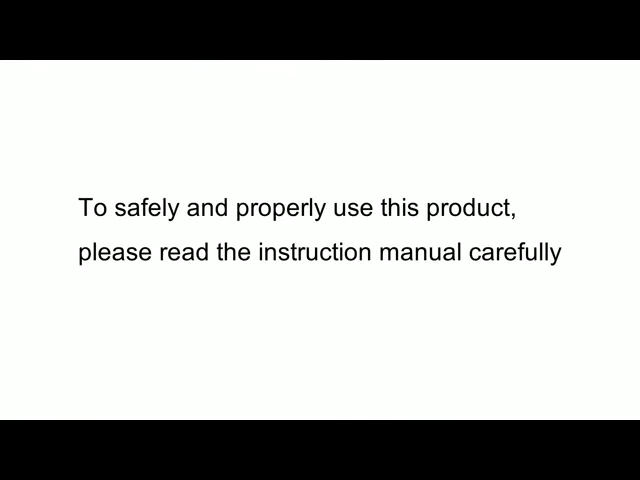 To safely and properly use this product,
please read the instruction manual carefully